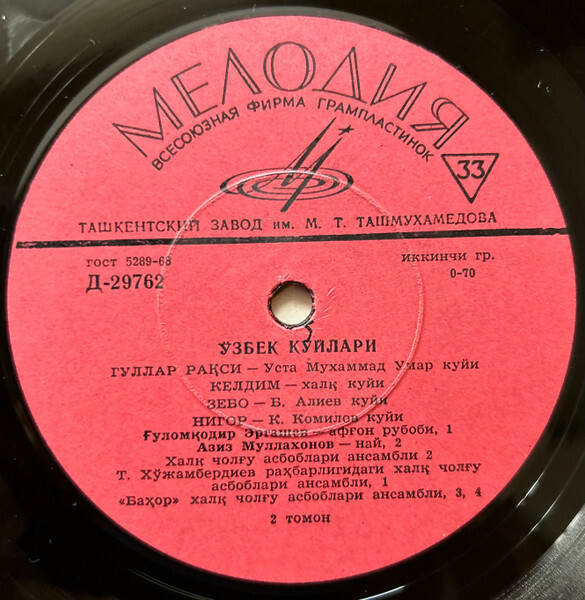 МЕЛОДИЯ
ВСЕСОЮЗНАЯ ФИРМА ГРАМПЛАСТИНОК
33
ТАШКЕНТСКИЙ ЗАВОД им. М. Т. ТАШМУХАМЕДОВА
гост 5289-68
иккинчи гр.
Д-29762
0-70
ЎЗБЕК КУЙЛАРИ
ГУЛЛАР РАҚСИ — Уста Мухаммад Умар куйи
КЕЛДИМ — халқ куйи
ЗЕБО — Б. Алиев куйи
НИГОР — К. Комилов куйи
Ғуломқодир Эргашев — афғон рубоби, 1
Азиз Муллахонов — най, 2
Халқ чолғу асбоблари ансамбли 2
Т. Хўжамбердиев раҳбарлигидаги халқ чолғу
асбоблари ансамбли, 1
«Баҳор» халқ чолғу асбоблари ансамбли, 3, 4
2 томон